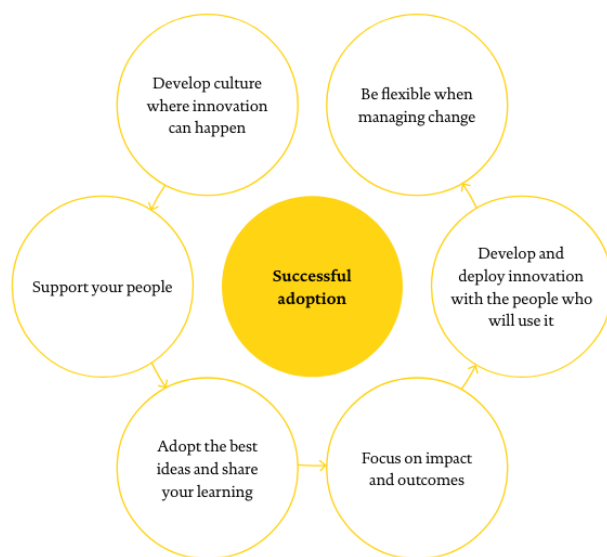 Develop culture
where innovation
can happen
Be flexible when
managing change
Support your people
Successful
adoption
Develop and
deploy innovation
with the people who
will use it
Adopt the best
ideas and share
your learning
Focus on impact
and outcomes